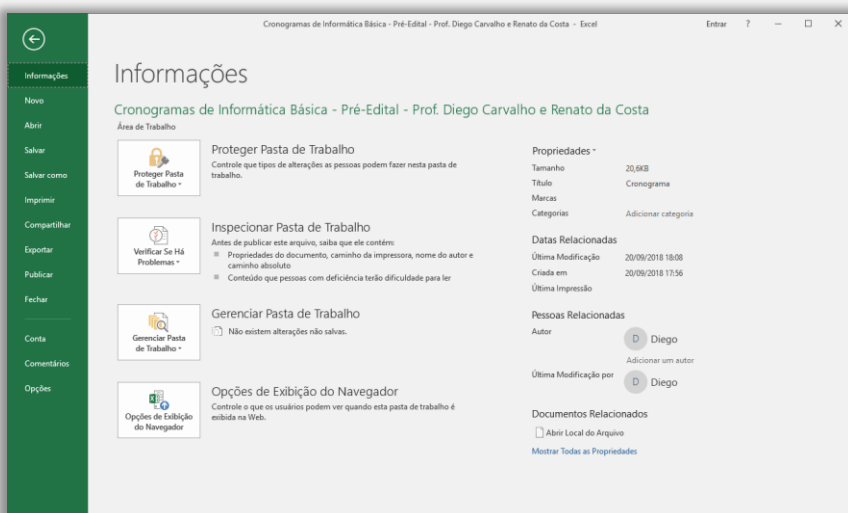 Cronogramas de Informática Básica - Pré-Edital - Prof. Diego Carvalho e Renato da Costa - Excel
Entrar ?
Informações
Novo
Abrir
Salvar
Salvar como
Imprimir
Compartilhar
Exportar
Publicar
Fechar
Conta
Comentários
Opções
Informações
Cronogramas de Informática Básica - Pré-Edital - Prof. Diego Carvalho e Renato da Costa
Área de Trabalho
Proteger Pasta
de Trabalho
Proteger Pasta de Trabalho
Controle que tipos de alterações as pessoas podem fazer nesta pasta de
trabalho.
Verificar Se Há
Problemas
Inspecionar Pasta de Trabalho
Antes de publicar este arquivo, saiba que ele contém:
Propriedades do documento, caminho da impressora, nome do autor e
caminho absoluto
Conteúdo que pessoas com deficiência terão dificuldade para ler
Gerenciar Pasta
de Trabalho
Gerenciar Pasta de Trabalho
Não existem alterações não salvas.
Opções de Exibição
do Navegador
Opções de Exibição do Navegador
Controle o que os usuários podem ver quando esta pasta de trabalho é
exibida na Web.
Propriedades
Tamanho 20,6KB
Título Cronograma
Marcas
Categorias Adicionar categoria
Datas Relacionadas
Última Modificação 20/09/2018 18:08
Criada em 20/09/2018 17:56
Última Impressão
Pessoas Relacionadas
Autor
D Diego
Adicionar um autor
Última Modificação por
D Diego
Documentos Relacionados
Abrir Local do Arquivo
Mostrar Todas as Propriedades